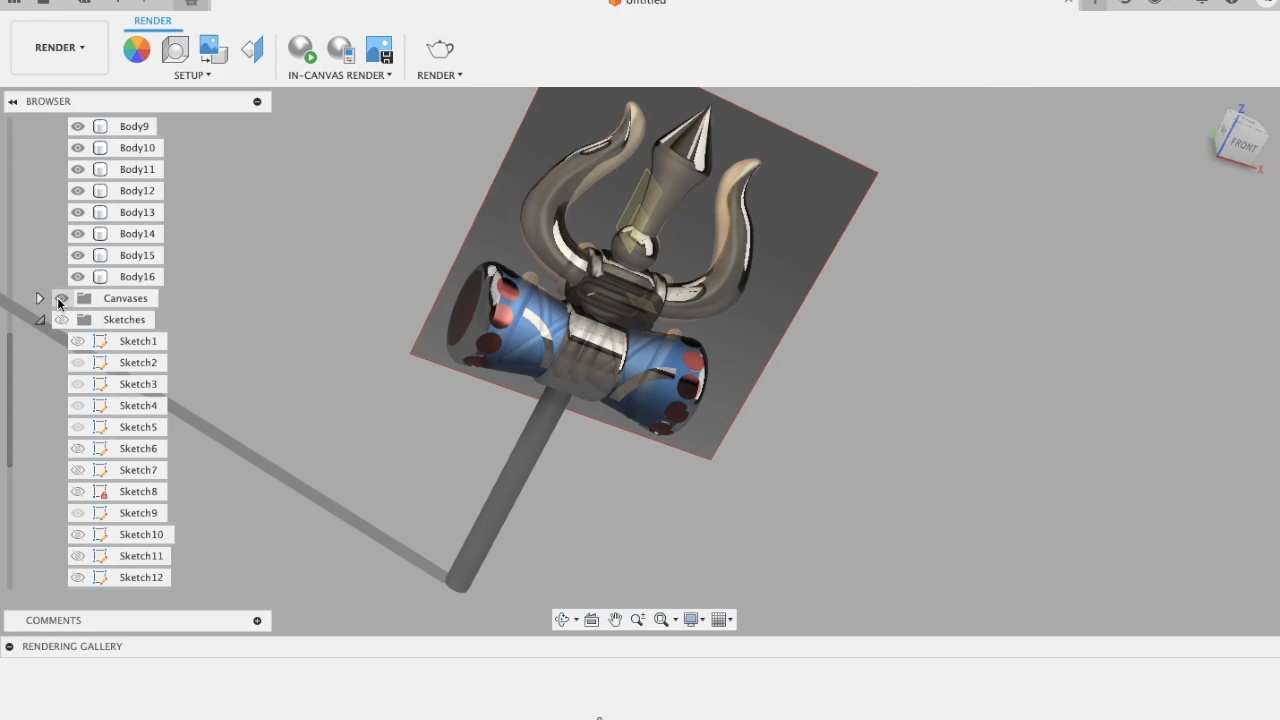 Untitled
RENDER
RENDER
SETUP
IN-CANVAS RENDER
RENDER
BROWSER
Body9
Body10
Body11
Body12
Body13
Body14
Body15
Body16
Canvases
Sketches
Sketch1
Sketch2
Sketch3
Sketch4
Sketch5
Sketch6
Sketch7
Sketch8
Sketch9
Sketch10
Sketch11
Sketch12
Z
FRONT
X
COMMENTS
RENDERING GALLERY